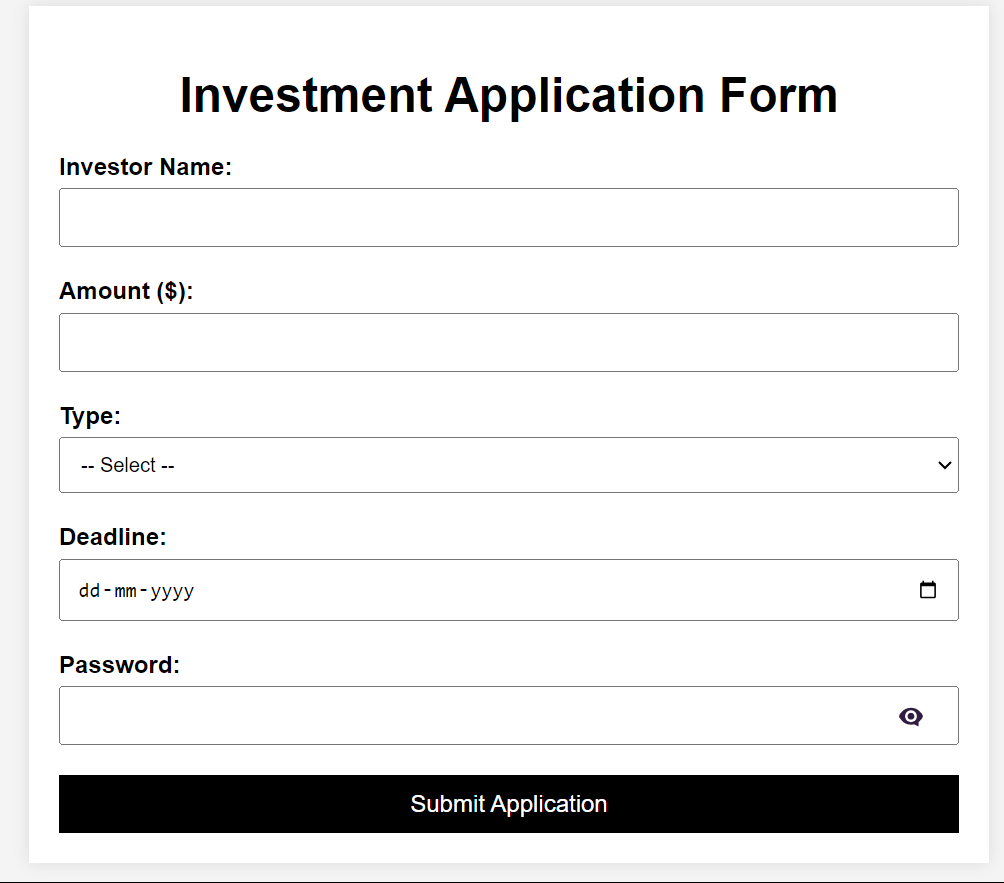 Investment Application Form
Investor Name:
Amount ($):
Type:
-- Select --
Deadline:
dd-mm-yyyy
Password:
Submit Application